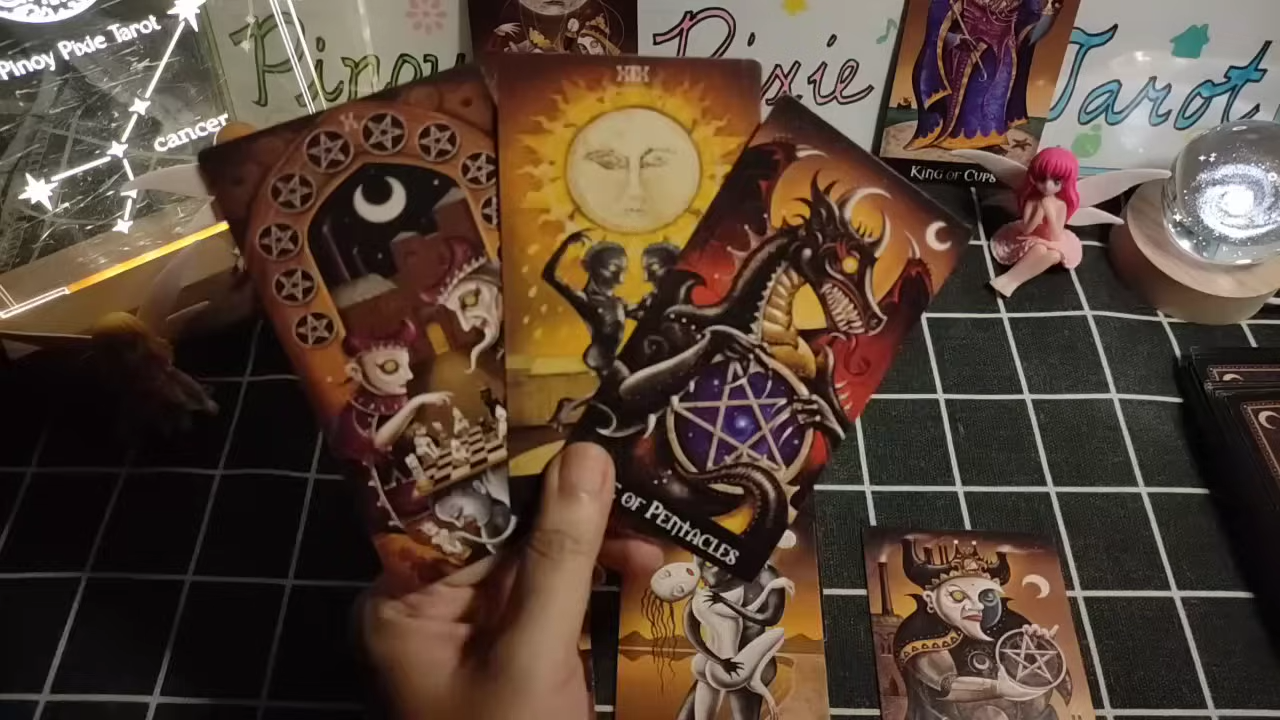 Pinoy Pixie Tarot
cancer
Pinoy Pixie Tarot
XIX
X
KING OF CUPS
OF PENTACLES